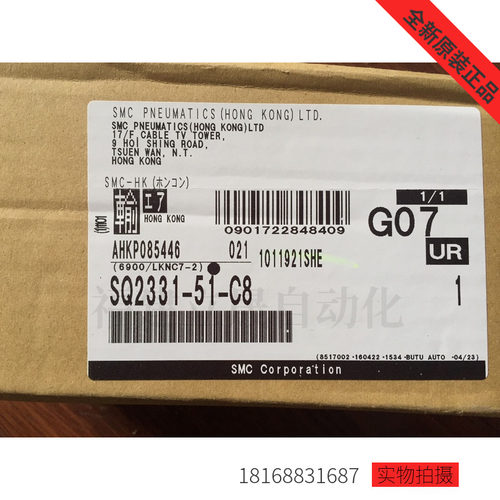 全新原装正品
SMC PNEUMATICS(HONG KONG)LTD.
SMC PNEUMATICS(HONG KONG)LTD
17/F,CABLE TV TOWER,
9 HOI SHING ROAD,
TSUEN WAN, N.T.
HONG KONG
SMC-HK(ホンコン)
輸 エア HONG KONG
0901722848409
1/1
G07
UR
AHKP085446 021 1011921SHE
(6900/LKNC7-2)
SQ2331-51-C8 1
自动化
(8517002 -160422 -1534 -BUTU AUTO -04/23)
SMC Corporation
18168831687 实物拍摄